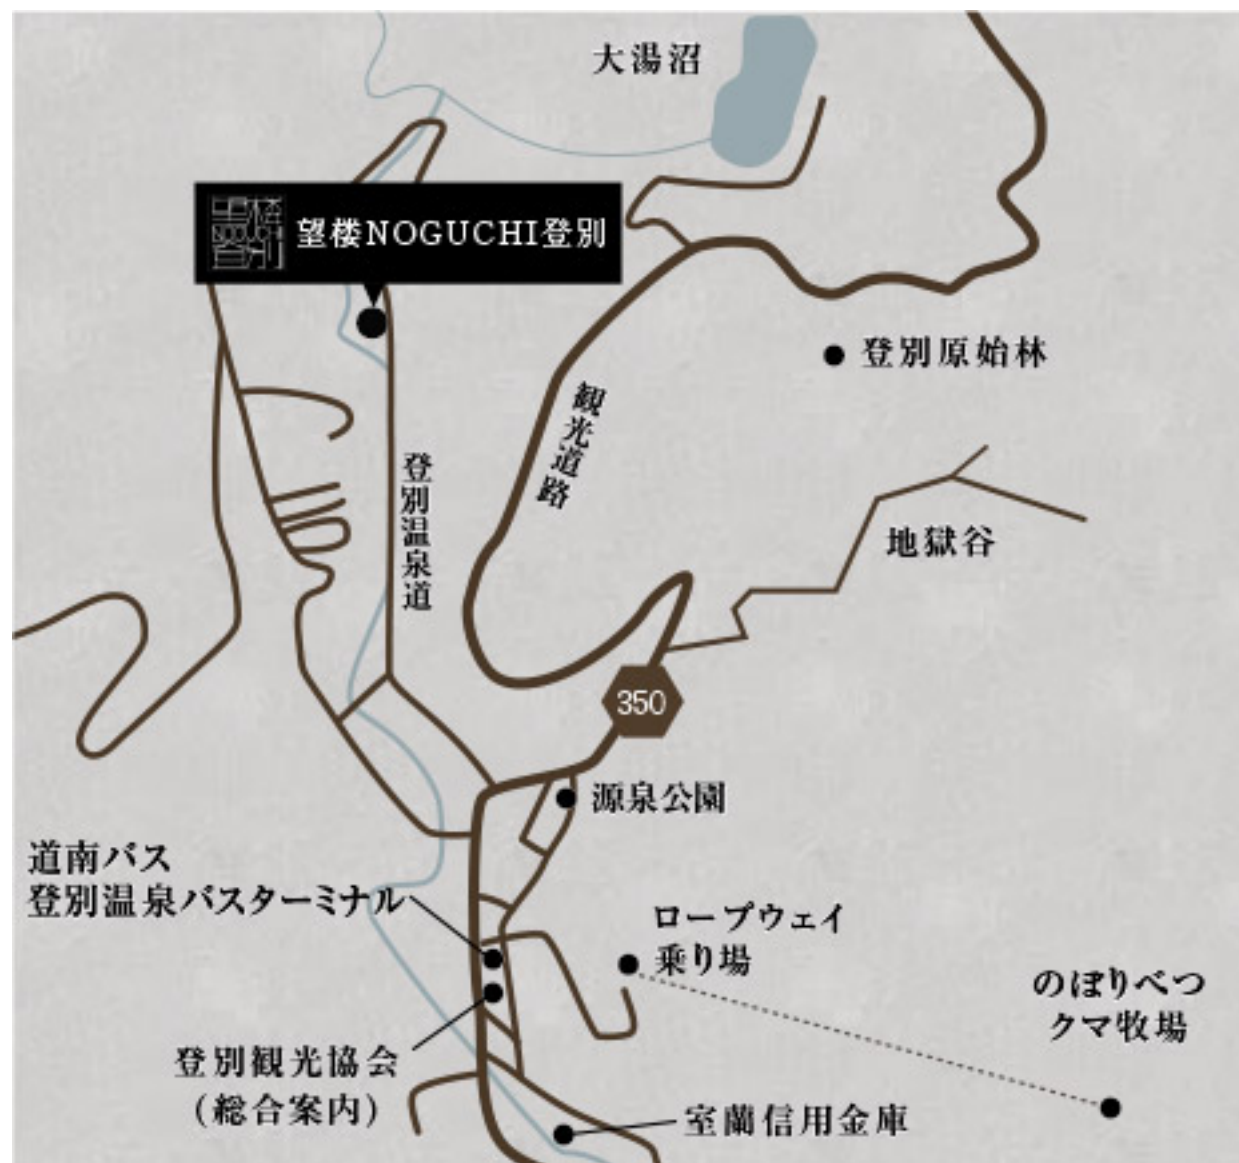 大湯沼
望楼NOGUCHI登別
登別原始林
観光道路
登別温泉道
地獄谷
350
源泉公園
道南バス
登別温泉バスターミナル
ロープウェイ
乗り場
のぼりべつ
クマ牧場
登別観光協会
(総合案内)
室蘭信用金庫